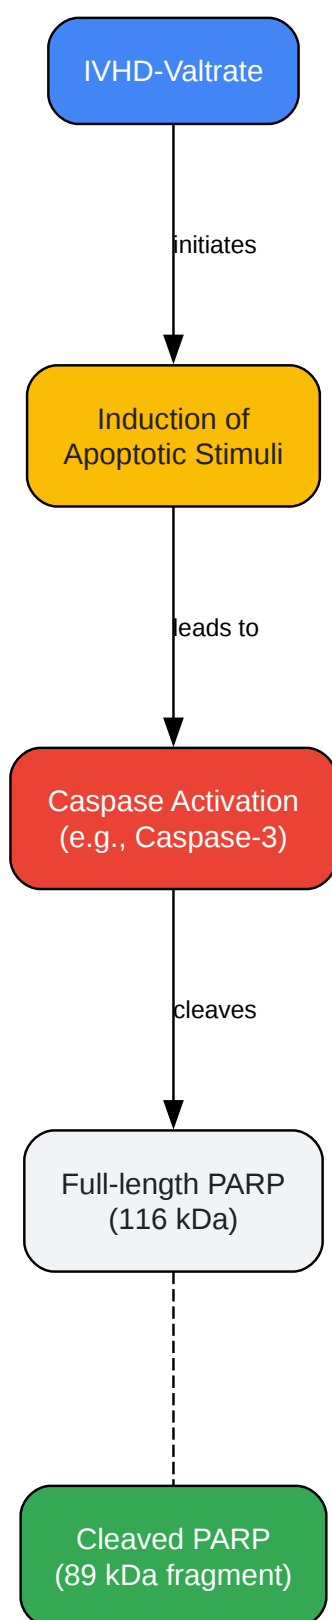 IVHD-Valtrate
initiates
Induction of
Apoptotic Stimuli
leads to
Caspase Activation
(e.g., Caspase-3)
cleaves
Full-length PARP
(116 kDa)
Cleaved PARP
(89 kDa fragment)